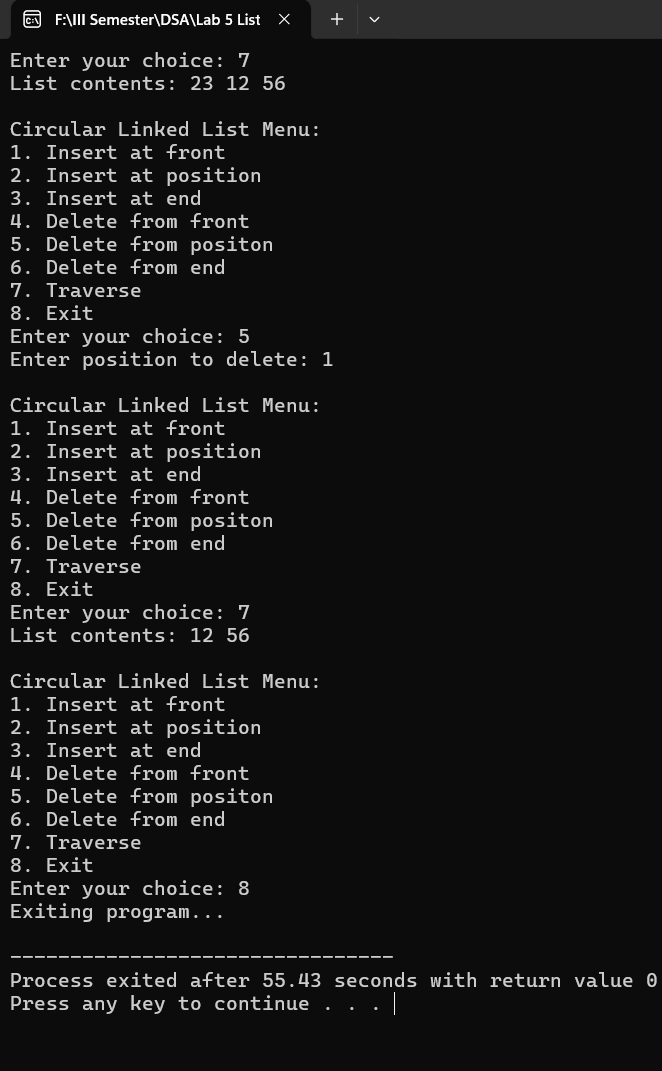 F:\III Semester\DSA\Lab 5 List
Enter your choice: 7
List contents: 23 12 56
Circular Linked List Menu:
1. Insert at front
2. Insert at position
3. Insert at end
4. Delete from front
5. Delete from positon
6. Delete from end
7. Traverse
8. Exit
Enter your choice: 5
Enter position to delete: 1
Circular Linked List Menu:
1. Insert at front
2. Insert at position
3. Insert at end
4. Delete from front
5. Delete from positon
6. Delete from end
7. Traverse
8. Exit
Enter your choice: 7
List contents: 12 56
Circular Linked List Menu:
1. Insert at front
2. Insert at position
3. Insert at end
4. Delete from front
5. Delete from positon
6. Delete from end
7. Traverse
8. Exit
Enter your choice: 8
Exiting program...
--------------------------------
Process exited after 55.43 seconds with return value 0
Press any key to continue . . .